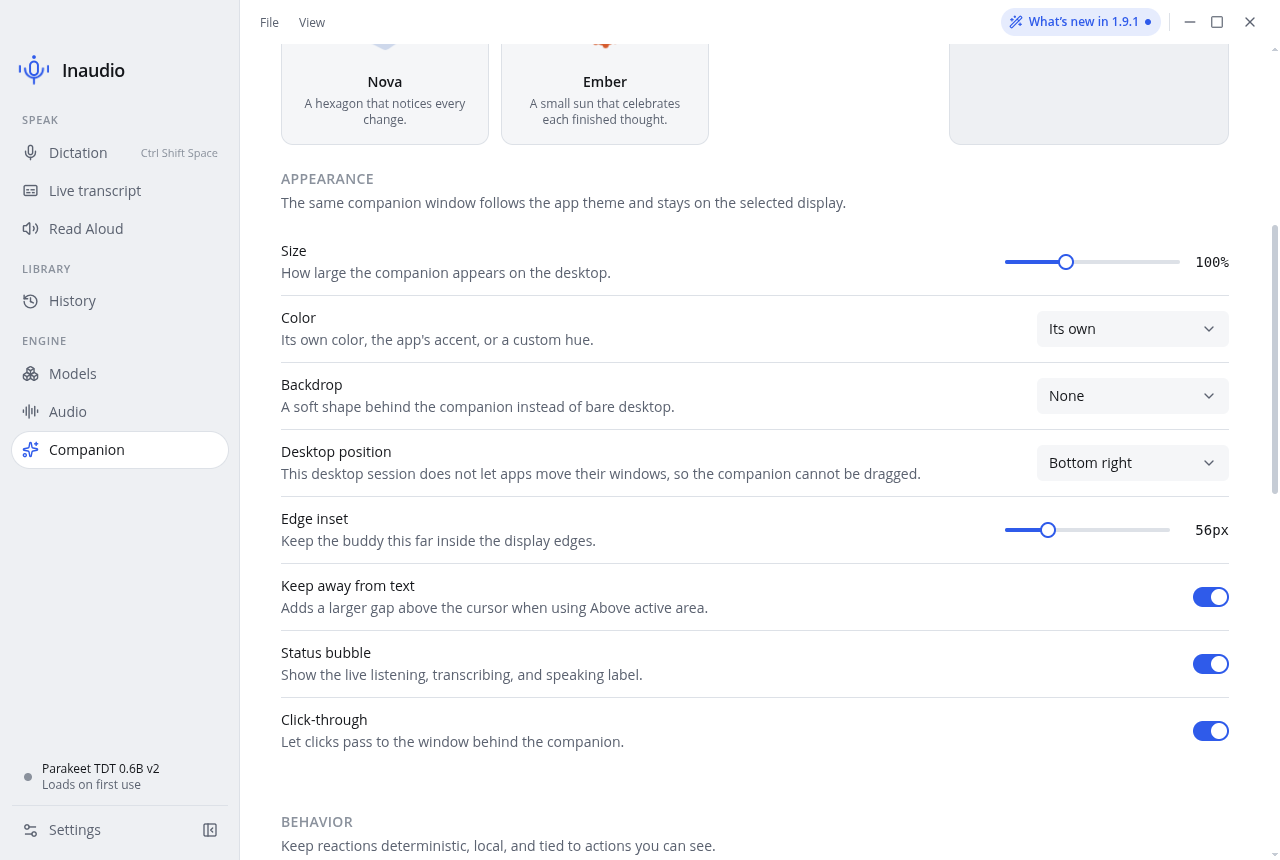 File
View
What's new in 1.9.1
Inaudio
SPEAK
Dictation
Ctrl Shift Space
Live transcript
Read Aloud
LIBRARY
History
ENGINE
Models
Audio
Companion
Parakeet TDT 0.6B v2
Loads on first use
Settings
Nova
A hexagon that notices every
change.
Ember
A small sun that celebrates
each finished thought.
APPEARANCE
The same companion window follows the app theme and stays on the selected display.
Size
How large the companion appears on the desktop.
100%
Color
Its own color, the app's accent, or a custom hue.
Its own
Backdrop
A soft shape behind the companion instead of bare desktop.
None
Desktop position
This desktop session does not let apps move their windows, so the companion cannot be dragged.
Bottom right
Edge inset
Keep the buddy this far inside the display edges.
56px
Keep away from text
Adds a larger gap above the cursor when using Above active area.
Status bubble
Show the live listening, transcribing, and speaking label.
Click-through
Let clicks pass to the window behind the companion.
BEHAVIOR
Keep reactions deterministic, local, and tied to actions you can see.